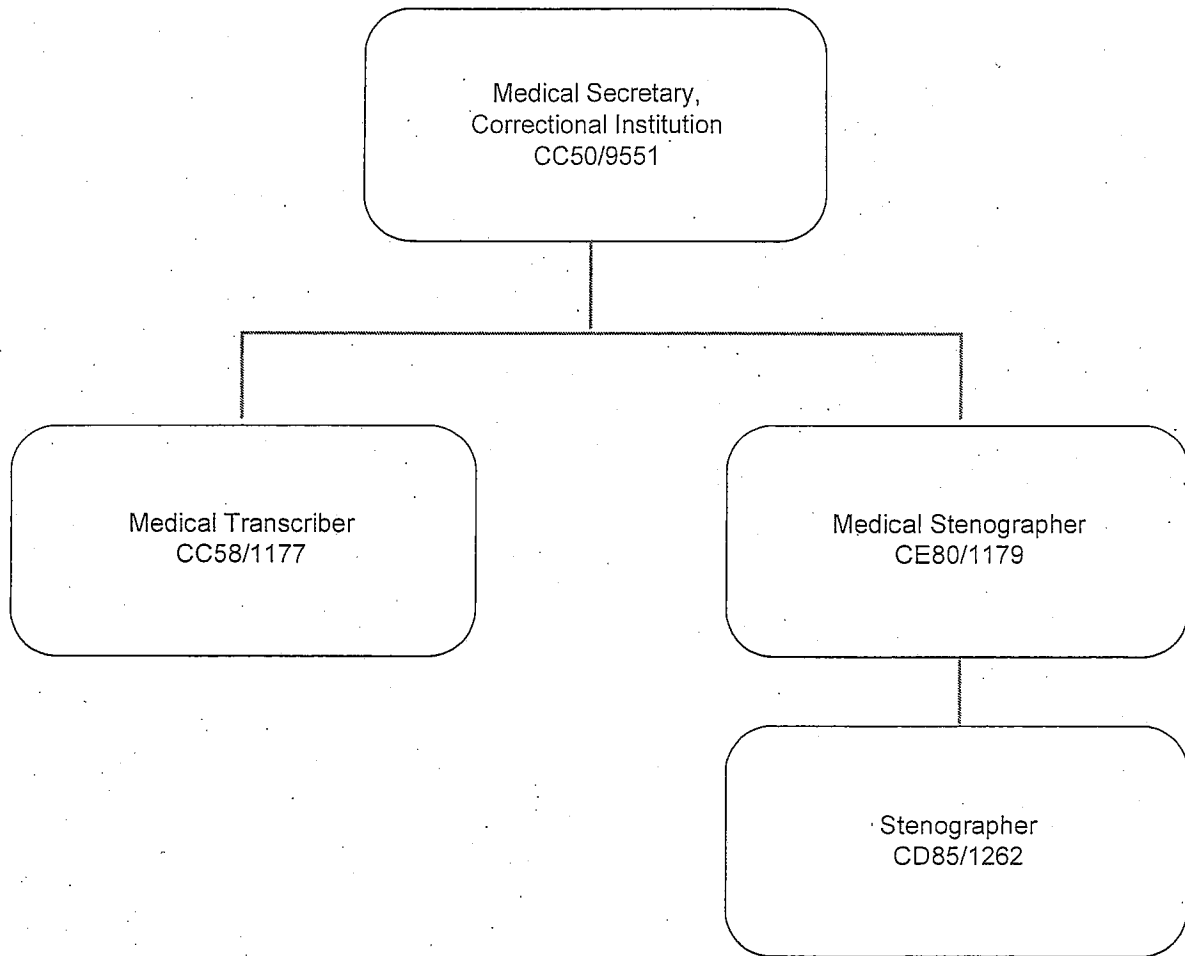 Medical Secretary,
Correctional Institution
CC50/9551
Medical Transcriber
CC58/1177
Medical Stenographer
CE80/1179
Stenographer
CD85/1262